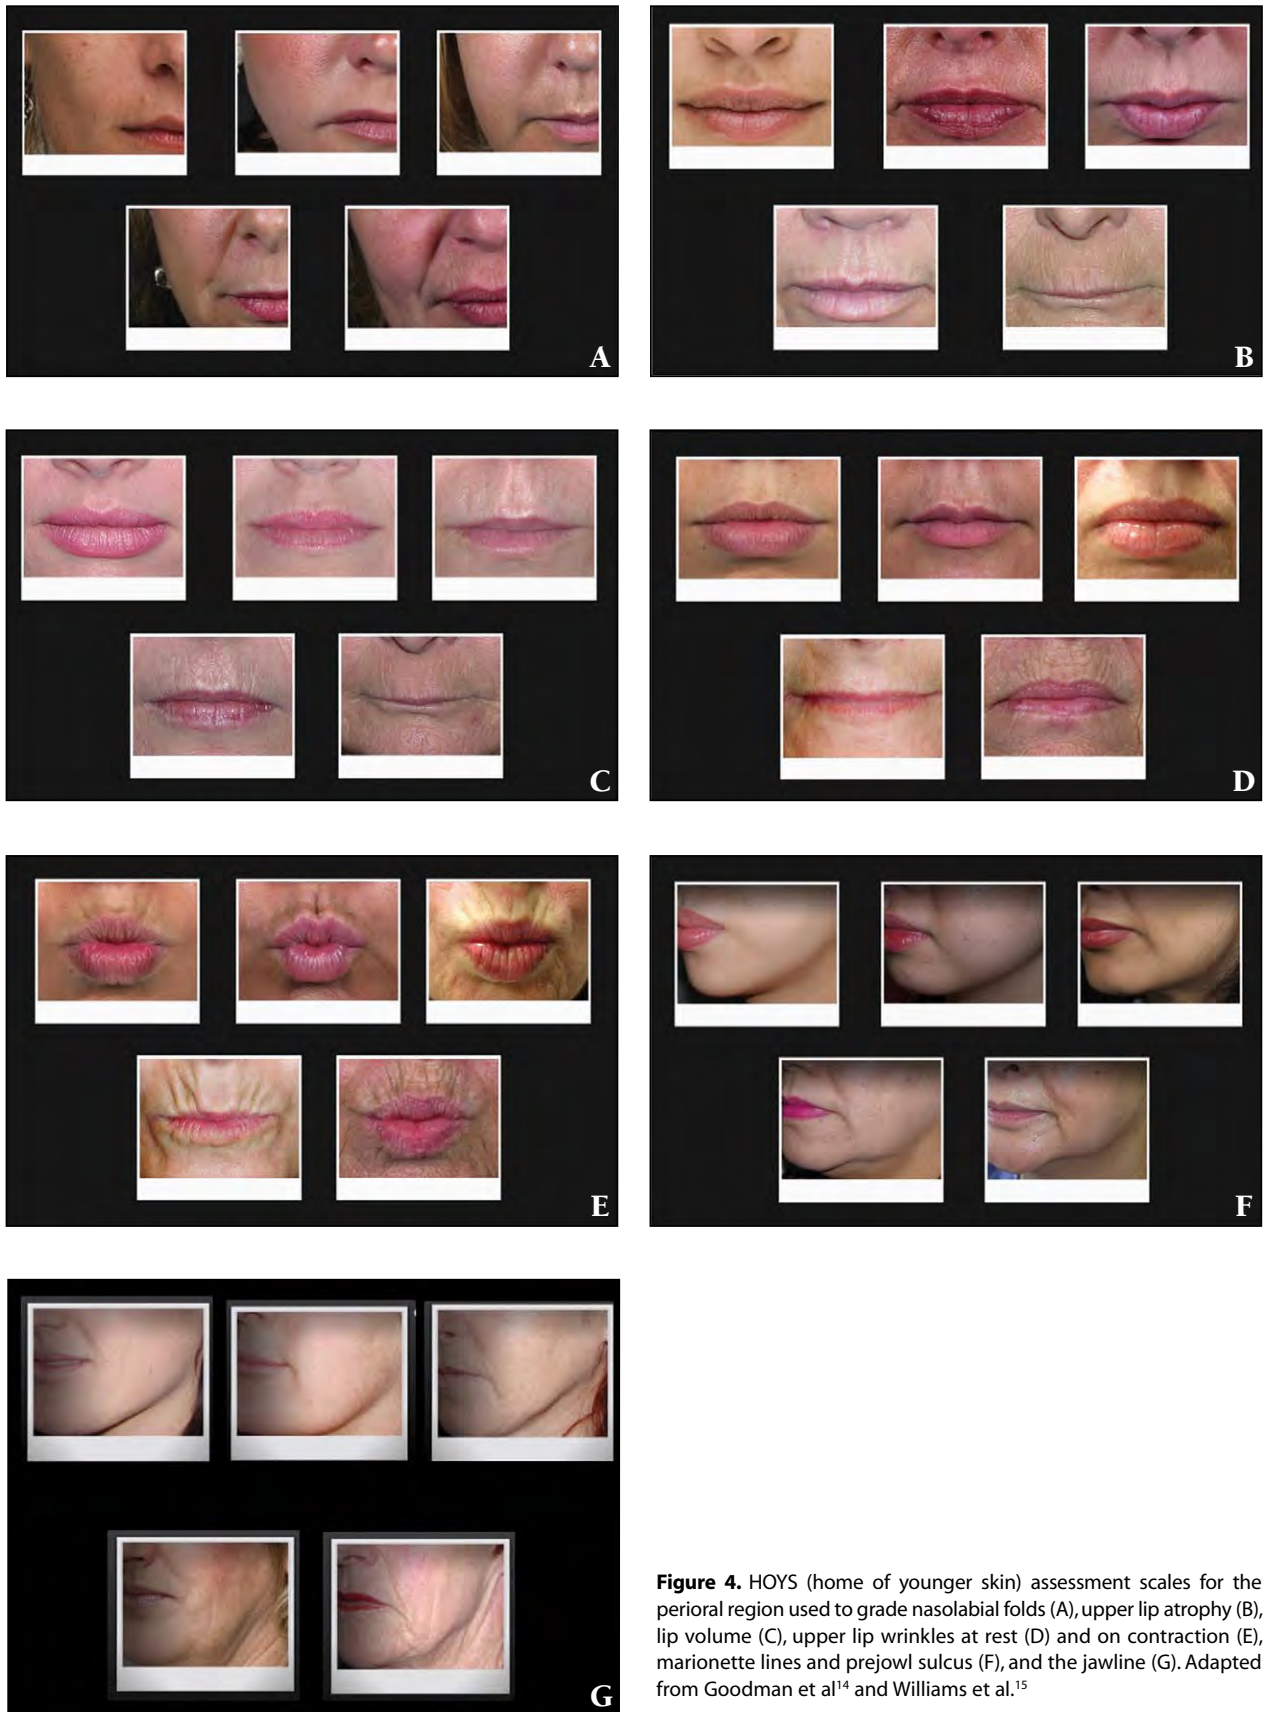 A
B
C
D
E
F
G
Figure 4. HOYS (home of younger skin) assessment scales for the
perioral region used to grade nasolabial folds (A), upper lip atrophy (B),
lip volume (C), upper lip wrinkles at rest (D) and on contraction (E),
marionette lines and prejowl sulcus (F), and the jawline (G). Adapted
from Goodman et al¹⁴ and Williams et al.¹⁵